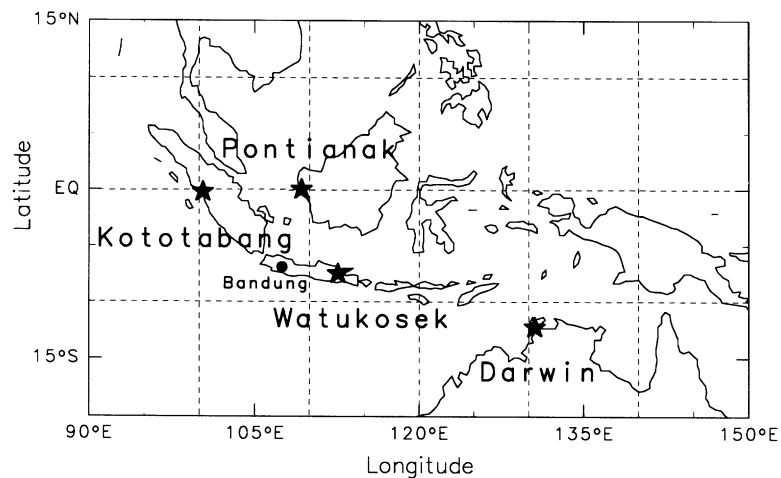 15°N
Pontianak
Latitude
EQ
Kototabang
Bandung
Watukosek
15°S
Darwin
90°E 105°E 120°E 135°E 150°E
Longitude